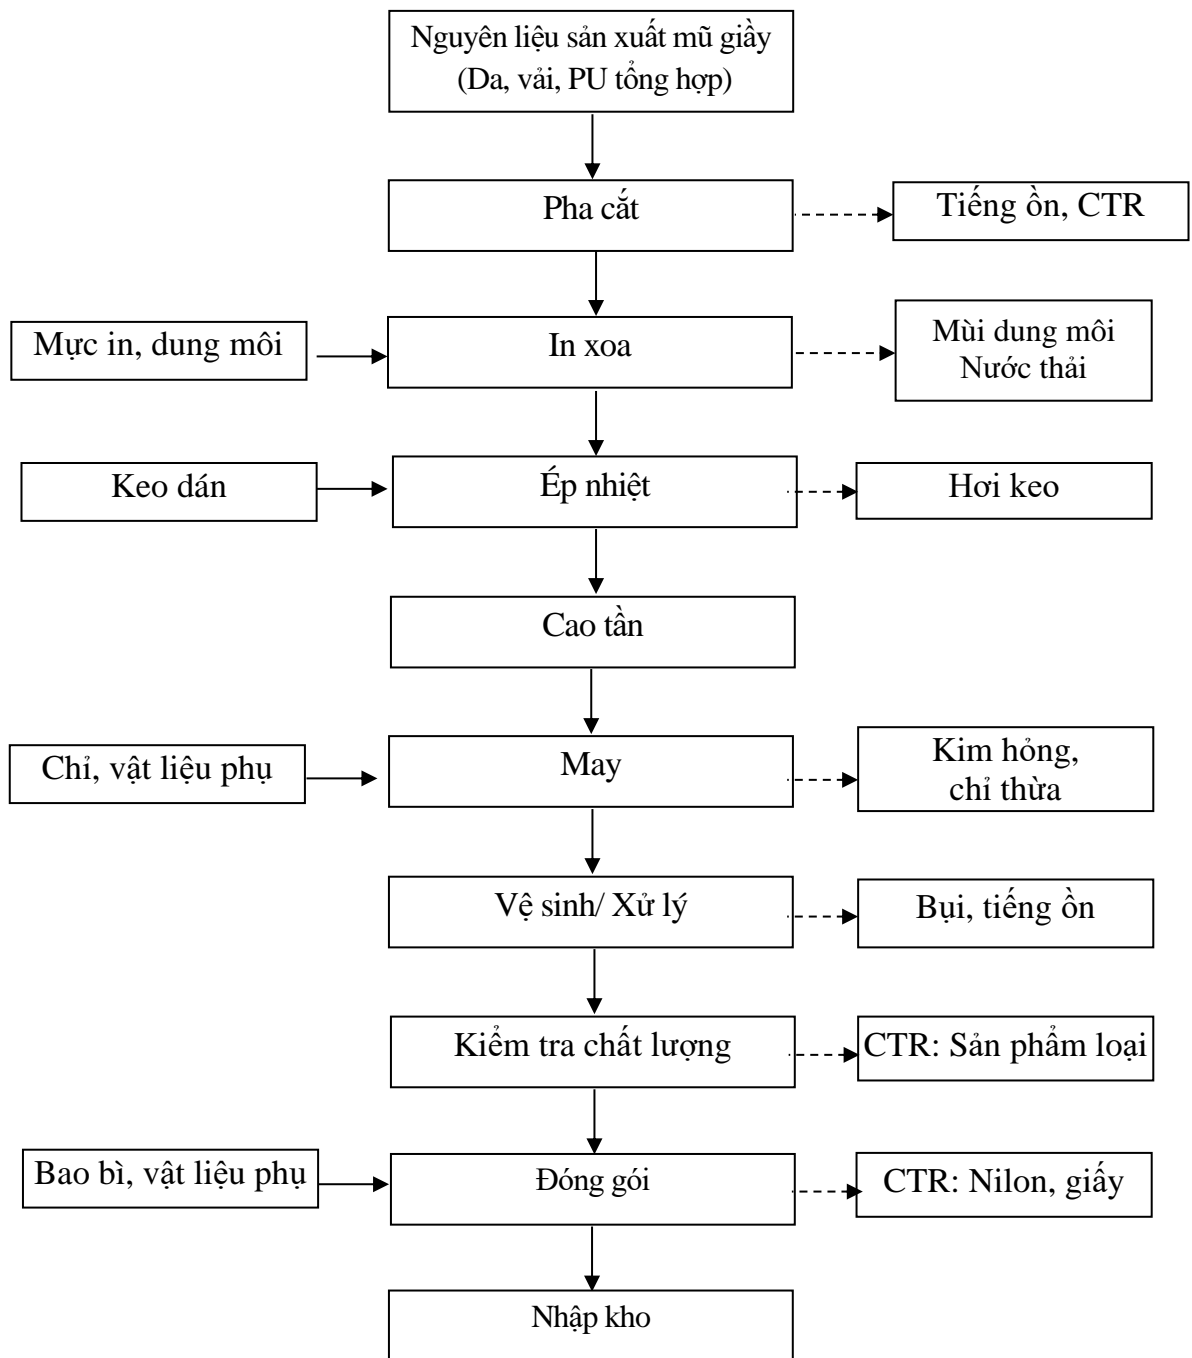 Nguyên liệu sản xuất mũ giầy
(Da, vải, PU tổng hợp)
Pha cắt
Tiếng ồn, CTR
Mực in, dung môi
In xoa
Mùi dung môi
Nước thải
Keo dán
Ép nhiệt
Hơi keo
Cao tần
Chỉ, vật liệu phụ
May
Kim hỏng,
chỉ thừa
Vệ sinh/ Xử lý
Bụi, tiếng ồn
Kiểm tra chất lượng
CTR: Sản phẩm loại
Bao bì, vật liệu phụ
Đóng gói
CTR: Nilon, giấy
Nhập kho